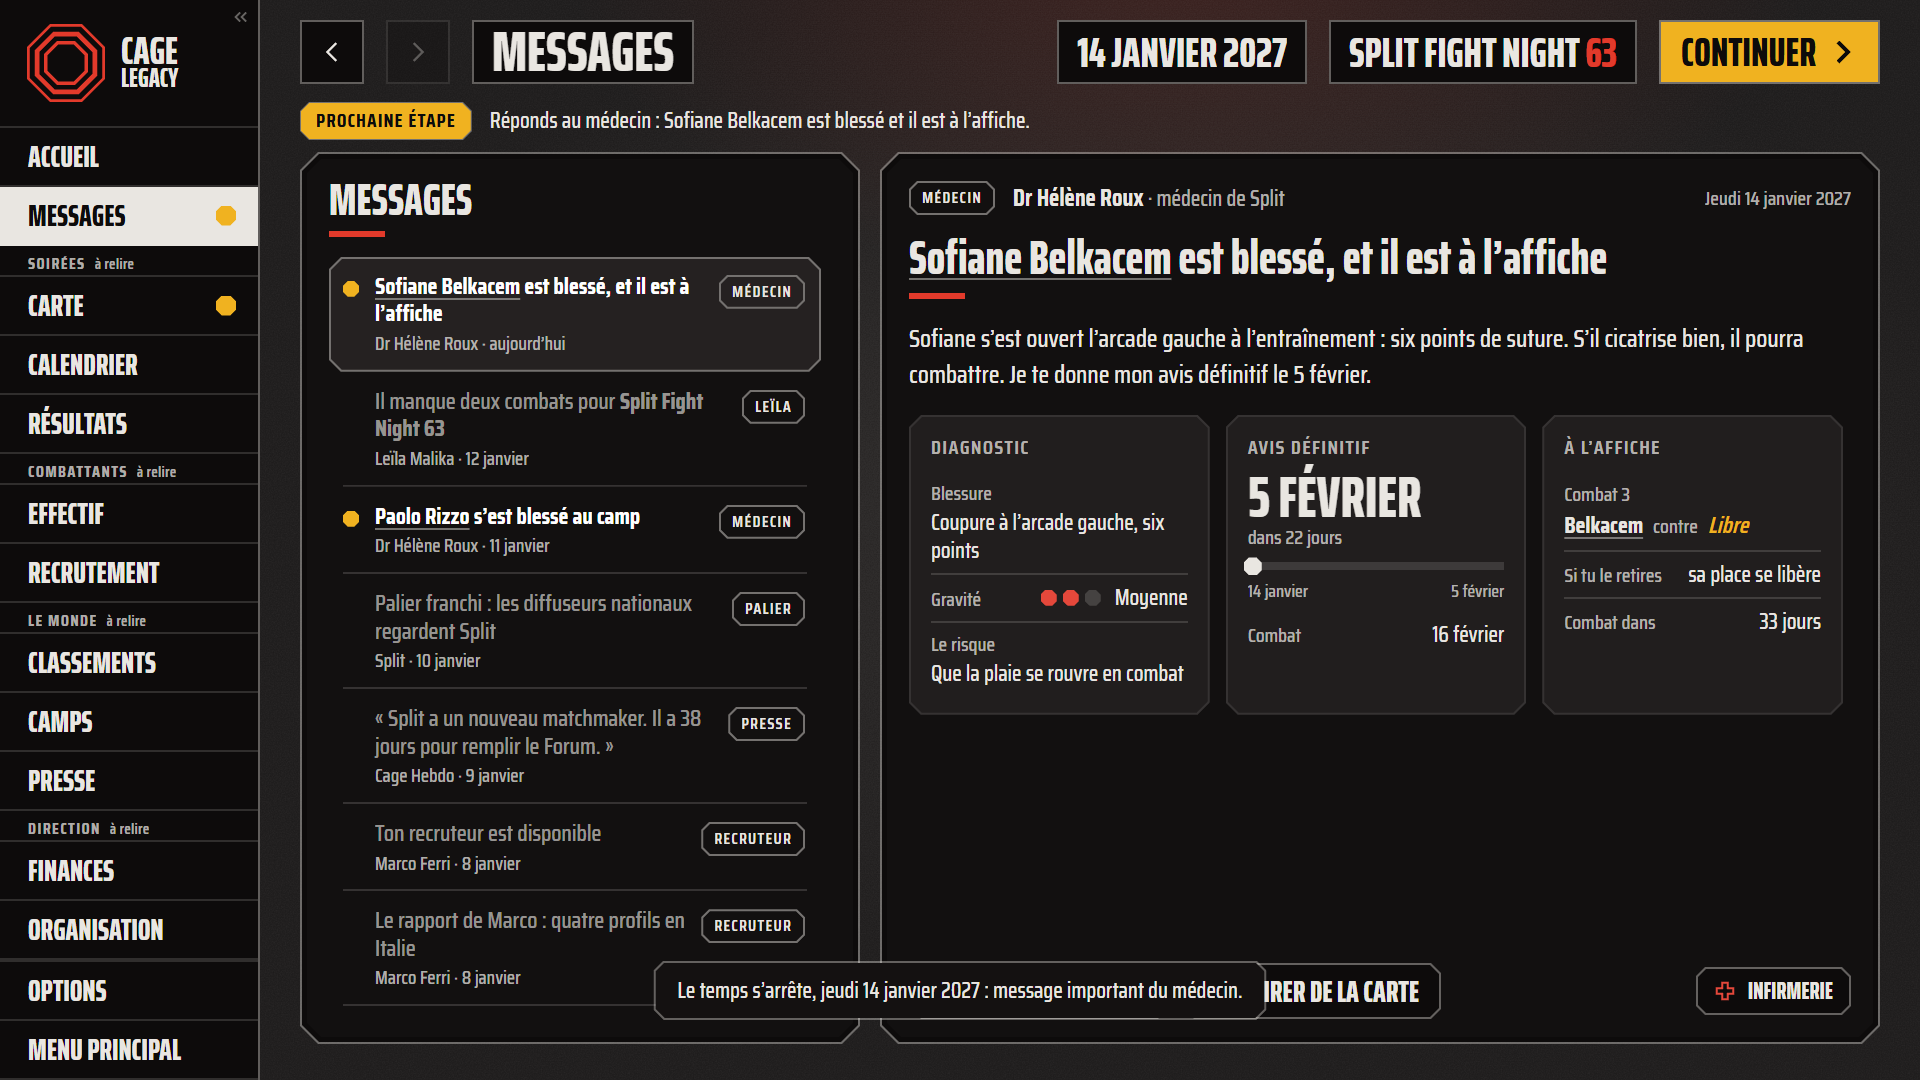 CAGE
LEGACY
ACCUEIL
MESSAGES
SOIRÉES à relire
CARTE
CALENDRIER
RÉSULTATS
COMBATTANTS à relire
EFFECTIF
RECRUTEMENT
LE MONDE à relire
CLASSEMENTS
CAMPS
PRESSE
DIRECTION à relire
FINANCES
ORGANISATION
OPTIONS
MENU PRINCIPAL
MESSAGES
14 JANVIER 2027
SPLIT FIGHT NIGHT 63
CONTINUER
PROCHAINE ÉTAPE
Réponds au médecin : Sofiane Belkacem est blessé et il est à l’affiche.
MESSAGES
Sofiane Belkacem est blessé, et il est à
l’affiche
MÉDECIN
Dr Hélène Roux · aujourd’hui
Il manque deux combats pour Split Fight
Night 63
LEÏLA
Leïla Malika · 12 janvier
Paolo Rizzo s’est blessé au camp
MÉDECIN
Dr Hélène Roux · 11 janvier
Palier franchi : les diffuseurs nationaux
regardent Split
PALIER
Split · 10 janvier
« Split a un nouveau matchmaker. Il a 38
jours pour remplir le Forum. »
PRESSE
Cage Hebdo · 9 janvier
Ton recruteur est disponible
RECRUTEUR
Marco Ferri · 8 janvier
Le rapport de Marco : quatre profils en
Italie
RECRUTEUR
Marco Ferri · 8 janvier
MÉDECIN
Dr Hélène Roux · médecin de Split
Jeudi 14 janvier 2027
Sofiane Belkacem est blessé, et il est à l’affiche
Sofiane s’est ouvert l’arcade gauche à l’entraînement : six points de suture. S’il cicatrise bien, il pourra
combattre. Je te donne mon avis définitif le 5 février.
DIAGNOSTIC
Blessure
Coupure à l’arcade gauche, six
points
Gravité
Moyenne
Le risque
Que la plaie se rouvre en combat
AVIS DÉFINITIF
5 FÉVRIER
dans 22 jours
14 janvier
5 février
Combat
16 février
À L’AFFICHE
Combat 3
Belkacem contre Libre
Si tu le retires
sa place se libère
Combat dans
33 jours
Le temps s’arrête, jeudi 14 janvier 2027 : message important du médecin.
IRER DE LA CARTE
INFIRMERIE